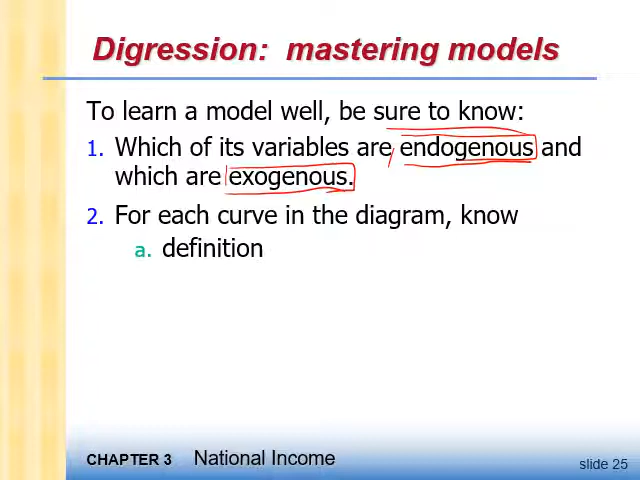 Digression: mastering models
To learn a model well, be sure to know:
1. Which of its variables are endogenous and
which are exogenous.
2. For each curve in the diagram, know
a. definition
CHAPTER 3 National Income
slide 25